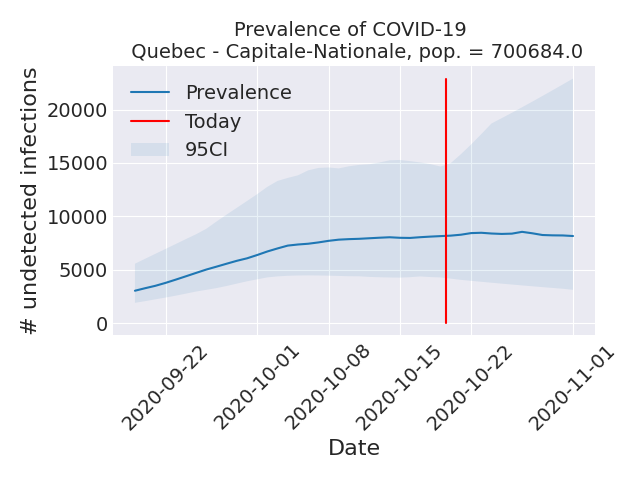 Prevalence of COVID-19
Quebec - Capitale-Nationale, pop. = 700684.0
# undetected infections
20000
15000
10000
5000
0
Prevalence
Today
95CI
2020-09-22
2020-10-01
2020-10-08
2020-10-15
2020-10-22
2020-11-01
Date